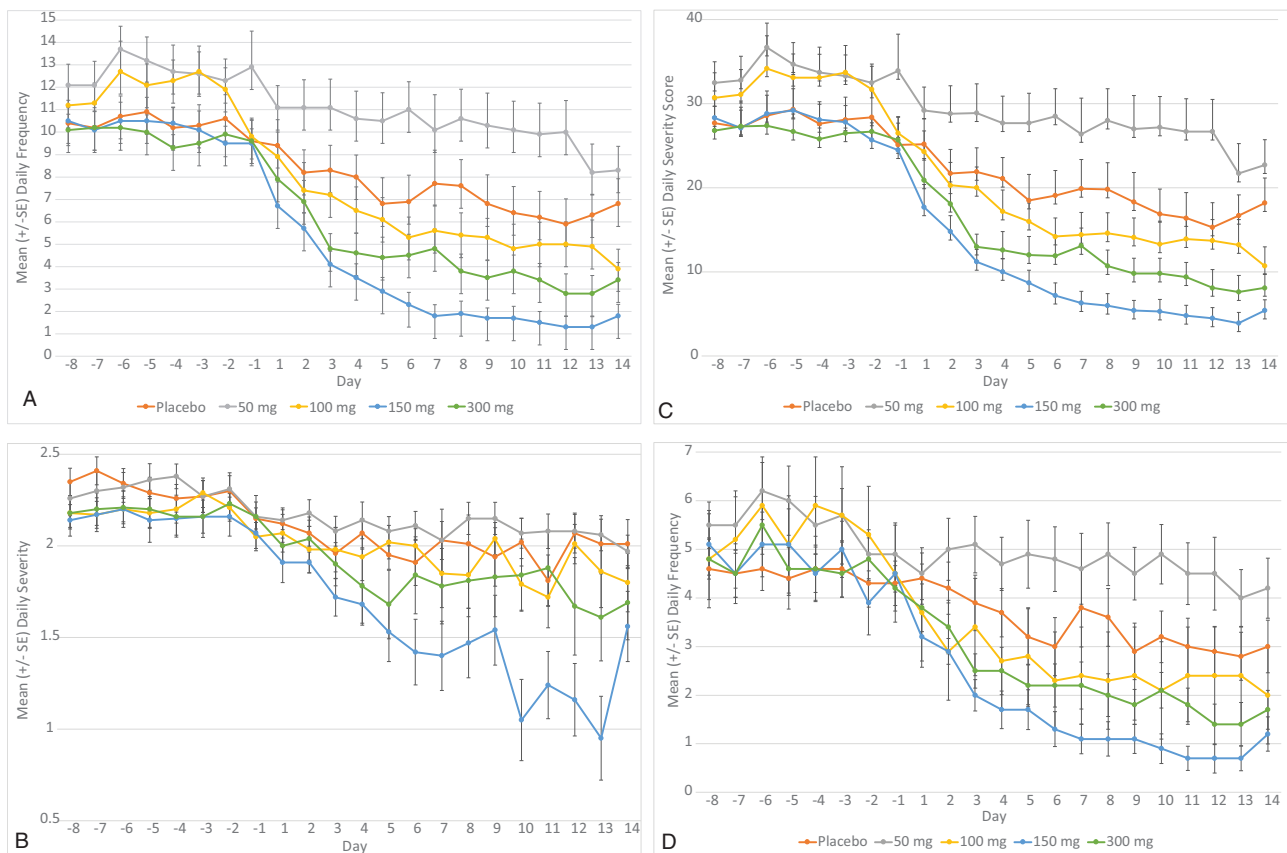 Mean (+/-SE) Daily Frequency
15
14
13
12
11
10
9
8
7
6
5
4
3
2
1
0
-8 -7 -6 -5 -4 -3 -2 -1 1 2 3 4 5 6 7 8 9 10 11 12 13 14
Day
A
Placebo 50 mg 100 mg 150 mg 300 mg
Mean (+/- SE) Daily Severity Score
40
30
20
10
0
-8 -7 -6 -5 -4 -3 -2 -1 1 2 3 4 5 6 7 8 9 10 11 12 13 14
Day
C
Placebo 50 mg 100 mg 150 mg 300 mg
Mean (+/- SE) Daily Severity
2.5
2
1.5
1
0.5
-8 -7 -6 -5 -4 -3 -2 -1 1 2 3 4 5 6 7 8 9 10 11 12 13 14
Day
B
Mean (+/- SE) Daily Frequency
7
6
5
4
3
2
1
0
-8 -7 -6 -5 -4 -3 -2 -1 1 2 3 4 5 6 7 8 9 10 11 12 13 14
Day
D
Placebo 50 mg 100 mg 150 mg 300 mg